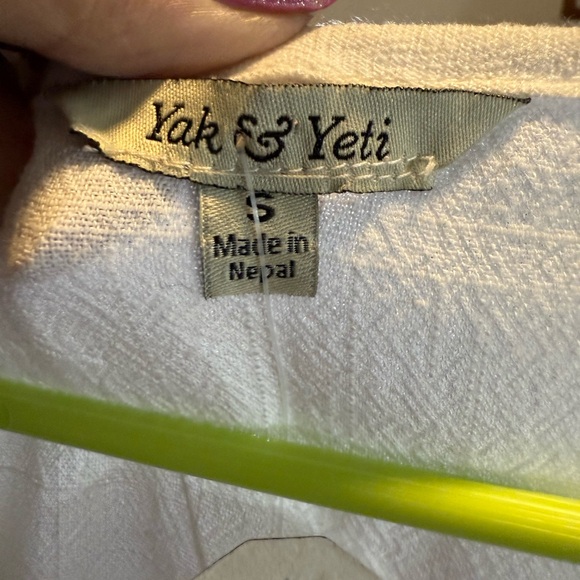 Yak & Yeti
S
Made in
Nepal